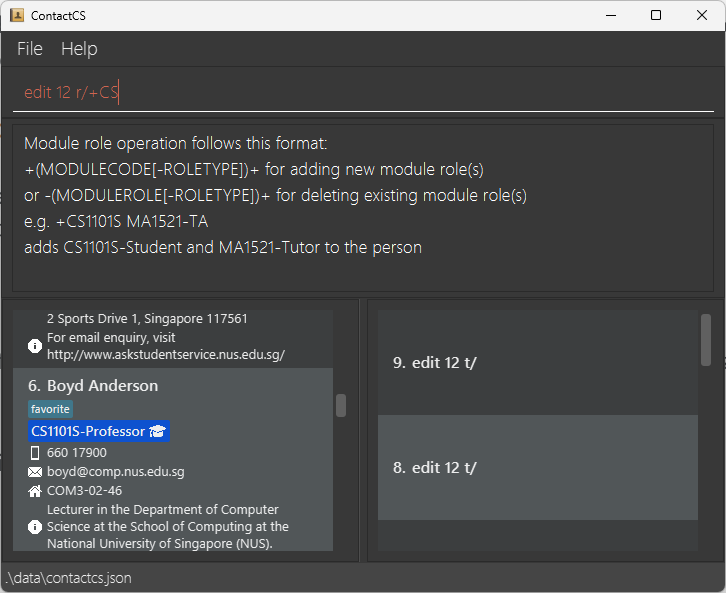 ContactCS
File Help
edit 12 r/+CS
Module role operation follows this format:
+(MODULECODE[-ROLETYPE])+ for adding new module role(s)
or -(MODULEROLE[-ROLETYPE])+ for deleting existing module role(s)
e.g. +CS1101S MA1521-TA
adds CS1101S-Student and MA1521-Tutor to the person
2 Sports Drive 1, Singapore 117561
For email enquiry, visit
http://www.askstudentservice.nus.edu.sg/
6. Boyd Anderson
favorite
CS1101S-Professor
660 17900
boyd@comp.nus.edu.sg
COM3-02-46
Lecturer in the Department of Computer
Science at the School of Computing at the
National University of Singapore (NUS).
9. edit 12 t/
8. edit 12 t/
.\data\contactcs.json